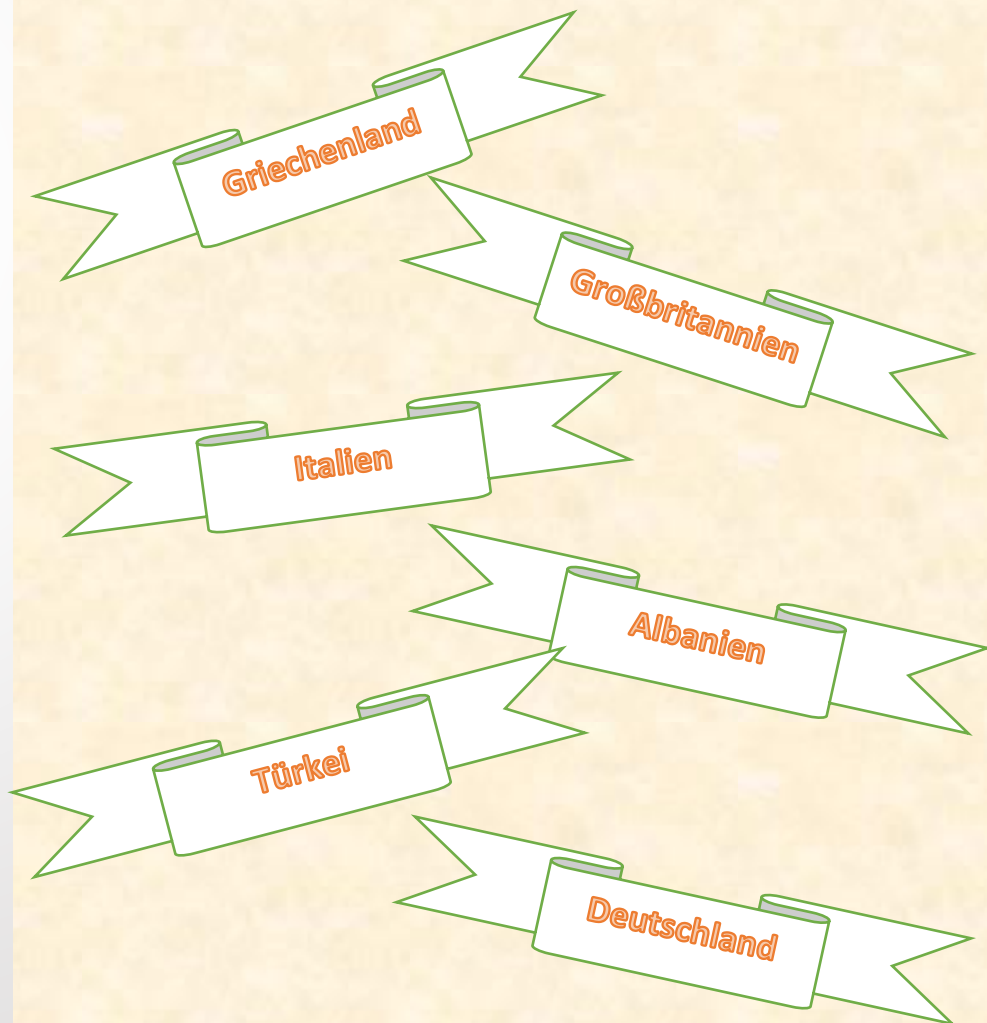 Griechenland
Großbritannien
Italien
Albanien
Türkei
Deutschland